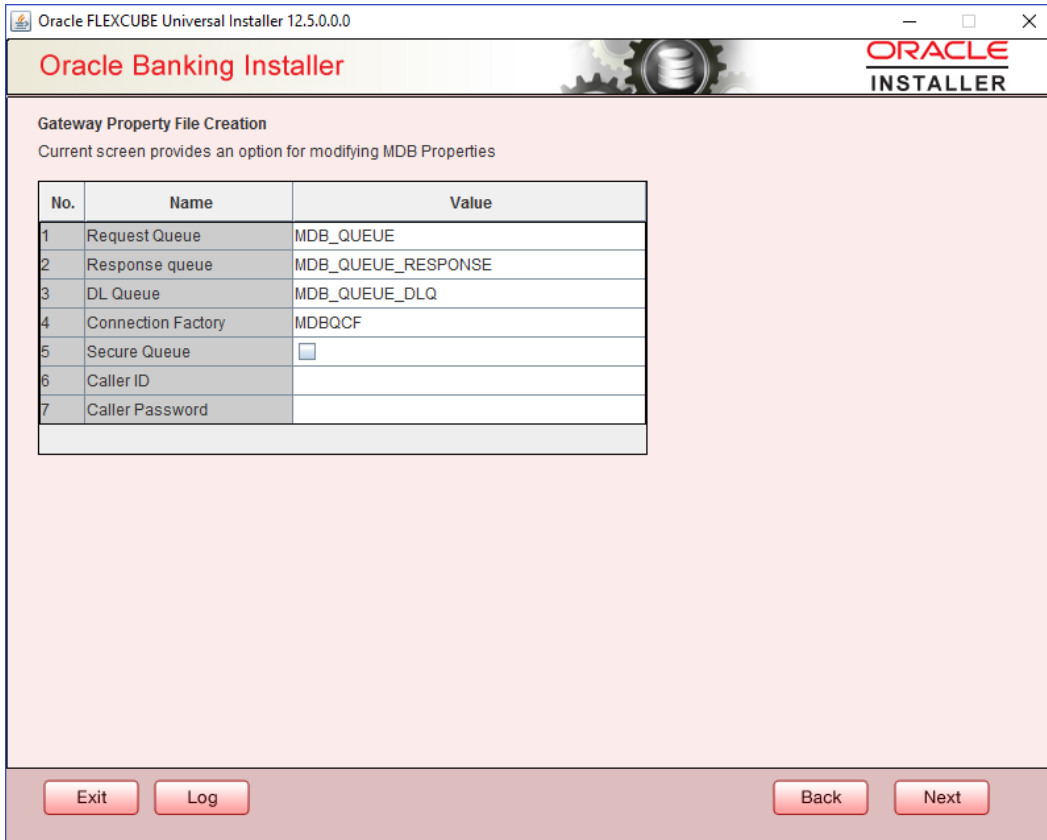 Oracle FLEXCUBE Universal Installer 12.5.0.0.0
Oracle Banking Installer
ORACLE
INSTALLER
Gateway Property File Creation
Current screen provides an option for modifying MDB Properties
No. Name Value
1 Request Queue MDB_QUEUE
2 Response queue MDB_QUEUE_RESPONSE
3 DL Queue MDB_QUEUE_DLQ
4 Connection Factory MDBQCF
5 Secure Queue
6 Caller ID
7 Caller Password
Exit Log Back Next